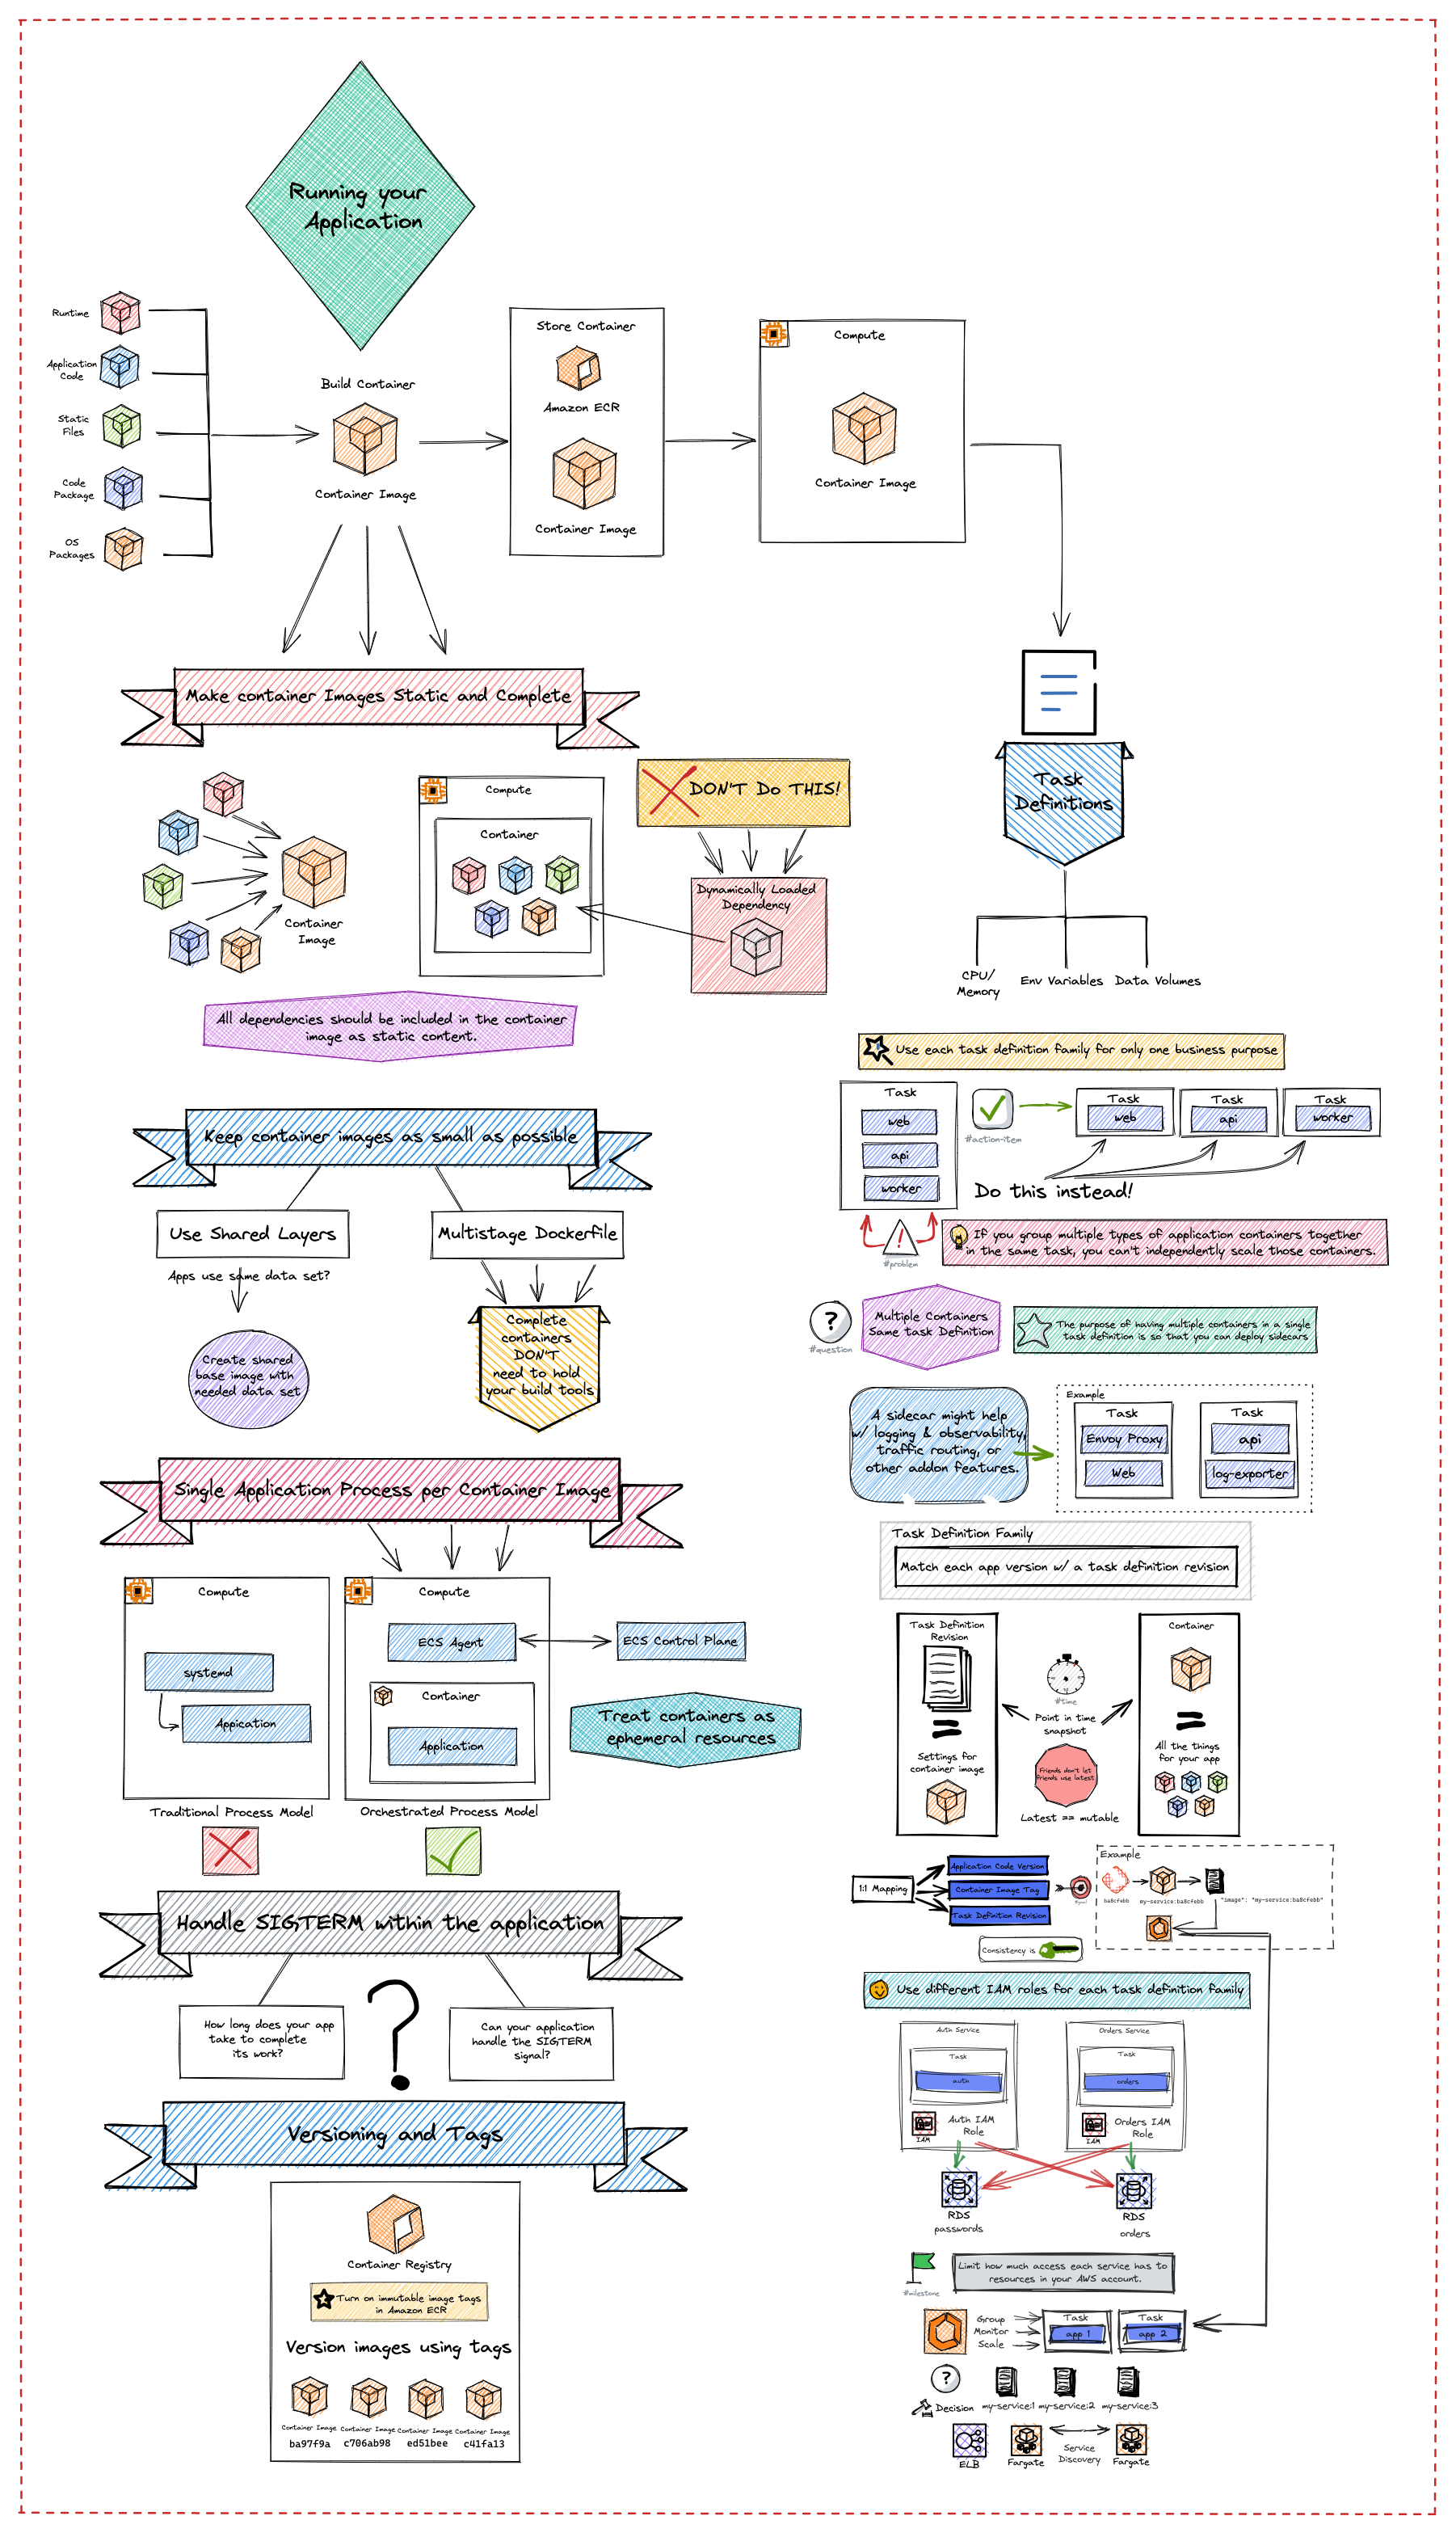 Running your
Application
Runtime
Application
Code
Static
Files
Code
Package
OS
Packages
Build Container
Container Image
Store Container
Amazon ECR
Container Image
Compute
Container Image
Make container Images Static and Complete
Container
Image
Compute
Container
DON'T Do THIS!
Dynamically Loaded
Dependency
All dependencies should be included in the container
image as static content.
Keep container images as small as possible
Use Shared Layers
Multistage Dockerfile
Apps use same data set?
Create shared
base image with
needed data set
Complete
containers
DON'T
need to hold
your build tools
Single Application Process per Container Image
Compute
systemd
Appication
Traditional Process Model
Compute
ECS Agent
ECS Control Plane
Container
Application
Orchestrated Process Model
Treat containers as
ephemeral resources
Handle SIGTERM within the application
How long does your app
take to complete
its work?
?
Can your application
handle the SIGTERM
signal?
Versioning and Tags
Container Registry
Turn on immutable image tags
in Amazon ECR
Version images using tags
Container Image
Container Image
Container Image
Container Image
ba97f9a
c706ab98
ed51bee
c41fa13
Task
Definitions
CPU/
Memory
Env Variables
Data Volumes
Use each task definition family for only one business purpose
Task
web
api
worker
#action-item
Task
web
Task
api
Task
worker
Do this instead!
!
#problem
If you group multiple types of application containers together
in the same task, you can't independently scale those containers.
?
#question
Multiple Containers
Same task Definition
The purpose of having multiple containers in a single
task definition is so that you can deploy sidecars
A sidecar might help
w/ logging & observability,
traffic routing, or
other addon features.
Example
Task
Envoy Proxy
Web
Task
api
log-exporter
Task Definition Family
Match each app version w/ a task definition revision
Task Definition
Revision
Settings for
container image
#time
Point in time
snapshot
Friends don't let
friends use latest
Latest == mutable
Container
All the things
for your app
1:1 Mapping
Application Code Version
Container Image Tag
Task Definition Revision
#goal
Example
ba8cfebb
my-service:ba8cfebb
"image": "my-service:ba8cfebb"
Consistency is
Use different IAM roles for each task definition family
Auth Service
Task
auth
IAM
Auth IAM
Role
Orders Service
Task
orders
IAM
Orders IAM
Role
RDS
passwords
RDS
orders
#milestone
Limit how much access each service has to
resources in your AWS account.
Group
Monitor
Scale
Task
app 1
Task
app 2
?
Decision
my-service:1
my-service:2
my-service:3
ELB
Fargate
Service
Discovery
Fargate